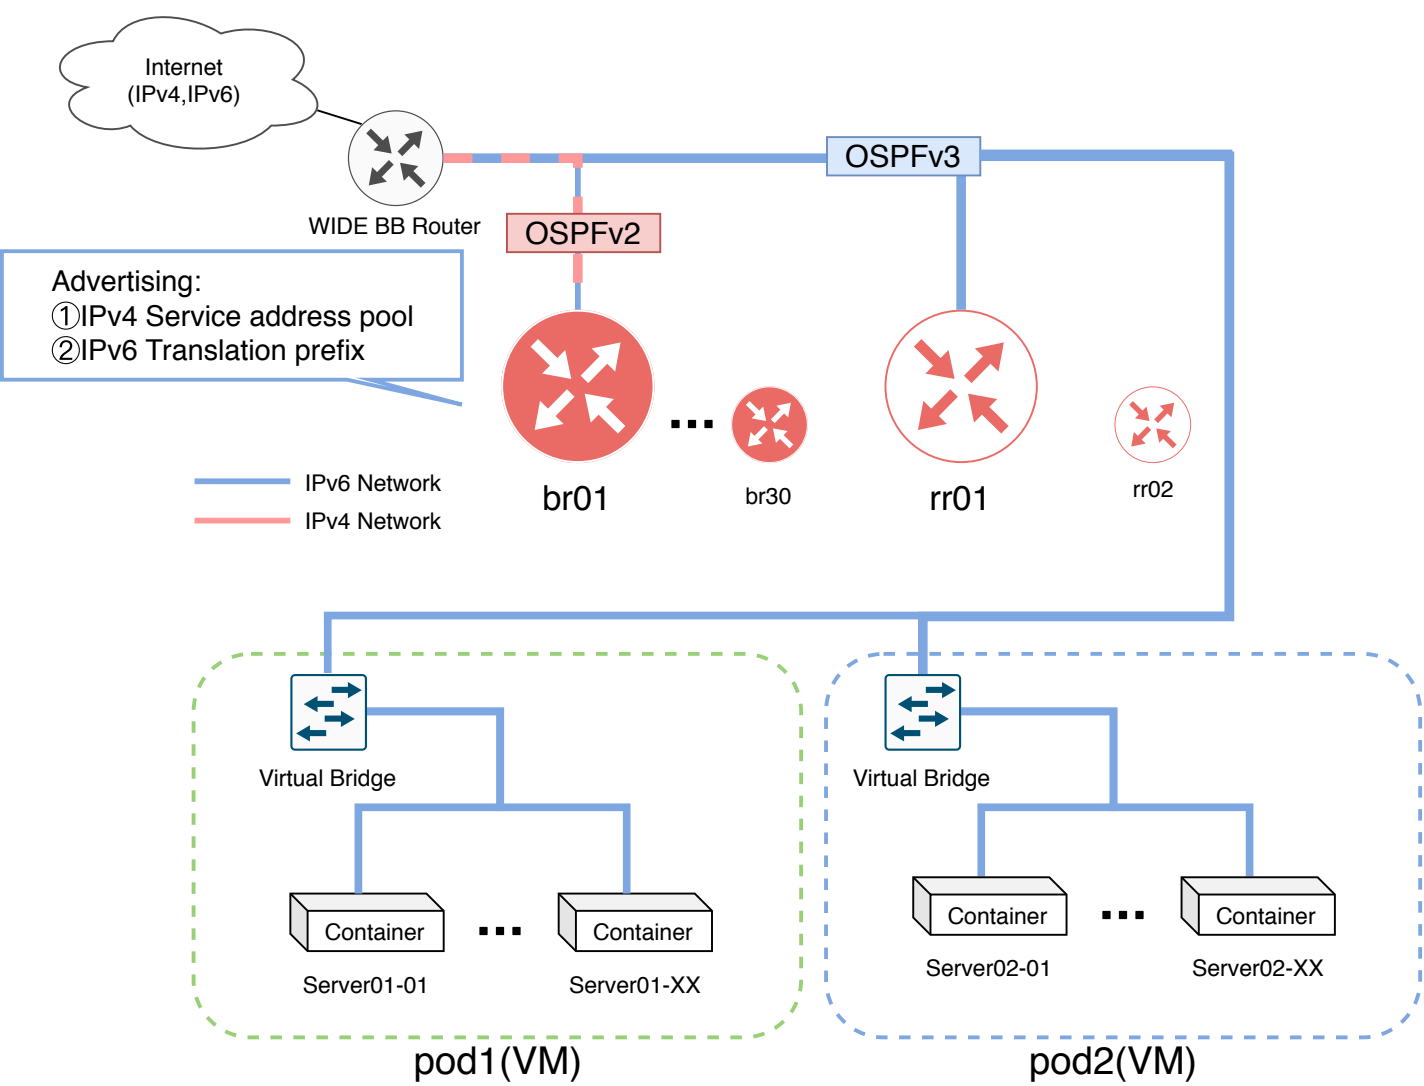 Internet
(IPv4,IPv6)
WIDE BB Router
OSPFv3
OSPFv2
Advertising:
①IPv4 Service address pool
②IPv6 Translation prefix
IPv6 Network
IPv4 Network
br01
br30
rr01
rr02
Virtual Bridge
Virtual Bridge
Container
Container
Container
Container
Server01-01
Server01-XX
Server02-01
Server02-XX
pod1(VM)
pod2(VM)